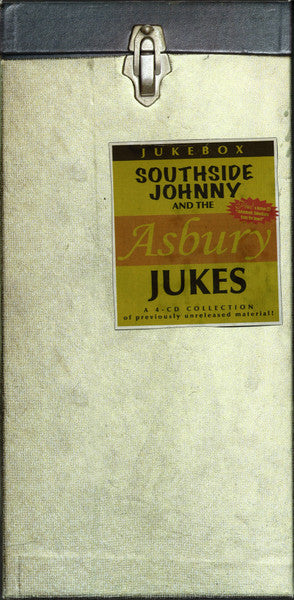 JUKEBOX
SOUTHSIDE
JOHNNY
AND THE
Asbury
JUKES
A 4-CD COLLECTION
of previously unreleased material!